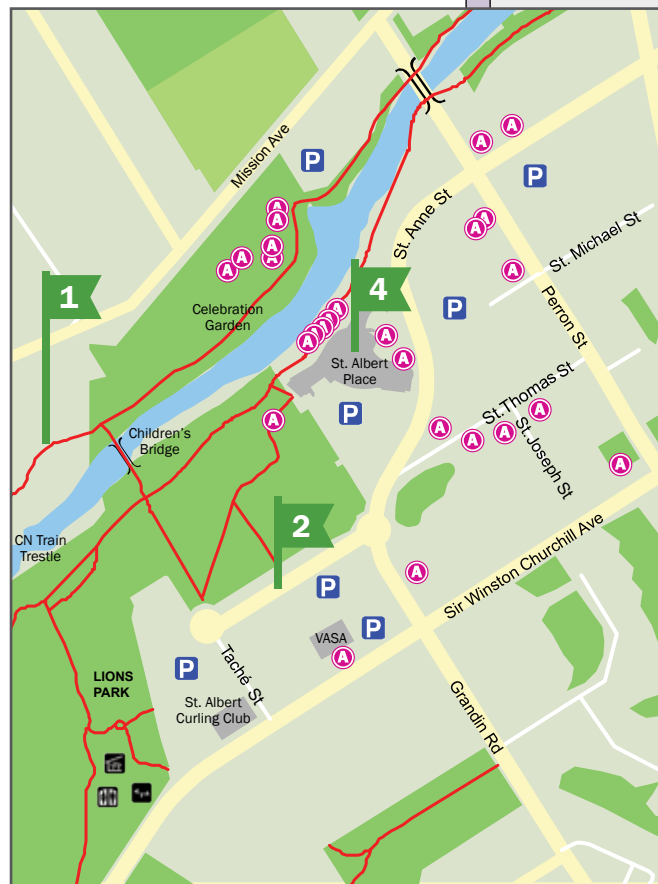 Mission Ave
P
A
A
P
St. Anne St
A
A
A
A
A
A
A
A
A
St. Michael St
1
4
Celebration
Garden
P
Perron St
A
A
A
A
A
A
A
St. Albert
Place
St.Thomas St
P
A
A
A
A
A
St. Joseph St
Children's
Bridge
A
CN Train
Trestle
2
Sir Winston Churchill Ave
A
P
P
VASA
A
Taché St
P
LIONS
PARK
St. Albert
Curling Club
Grandin Rd